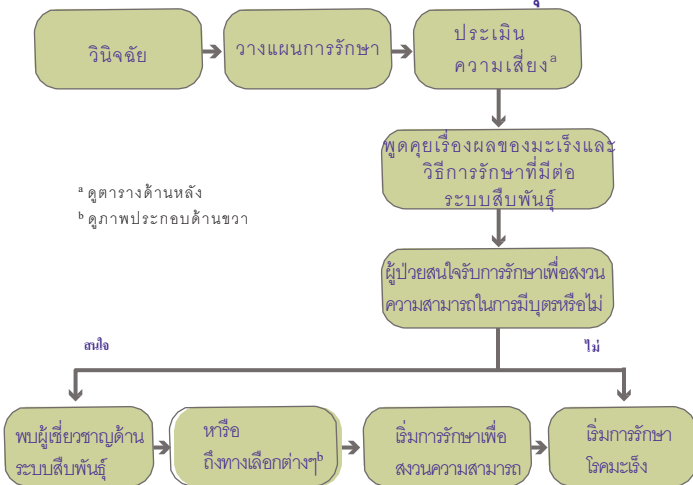 วินิจฉัย
วางแผนการรักษา
ประเมิน
ความเสี่ยงᵃ
พูดคุยเรื่องผลของมะเร็งและ
วิธีการรักษาที่มีต่อ
ระบบสืบพันธุ์
ᵃ ดูตารางด้านหลัง
ᵇ ดูภาพประกอบด้านขวา
ผู้ป่วยสนใจรับการรักษาเพื่อสงวน
ความสามารถในการมีบุตรหรือไม่
สนใจ
ไม่
พบผู้เชี่ยวชาญด้าน
ระบบสืบพันธุ์
หารือ
ถึงทางเลือกต่างๆᵇ
เริ่มการรักษาเพื่อ
สงวนความสามารถ
เริ่มการรักษา
โรคมะเร็ง